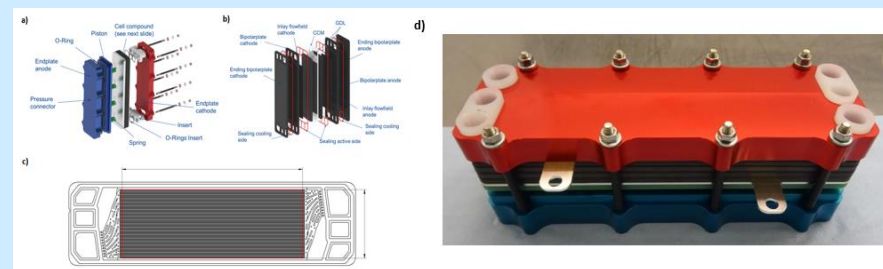 a)
Cell compound
(see next slide)
Piston
O-Ring
Endplate
anode
Pressure
connector
Endplate
cathode
Insert
O-Rings Insert
Spring
b)
CCM
GDL
Inlay flowfield
cathode
Bipolarplate
cathode
Ending bipolarplate
cathode
Ending bipolarplate
anode
Bipolarplate anode
Inlay flowfield
anode
Sealing cooling
side
Sealing active side
Sealing cooling
side
c)
d)